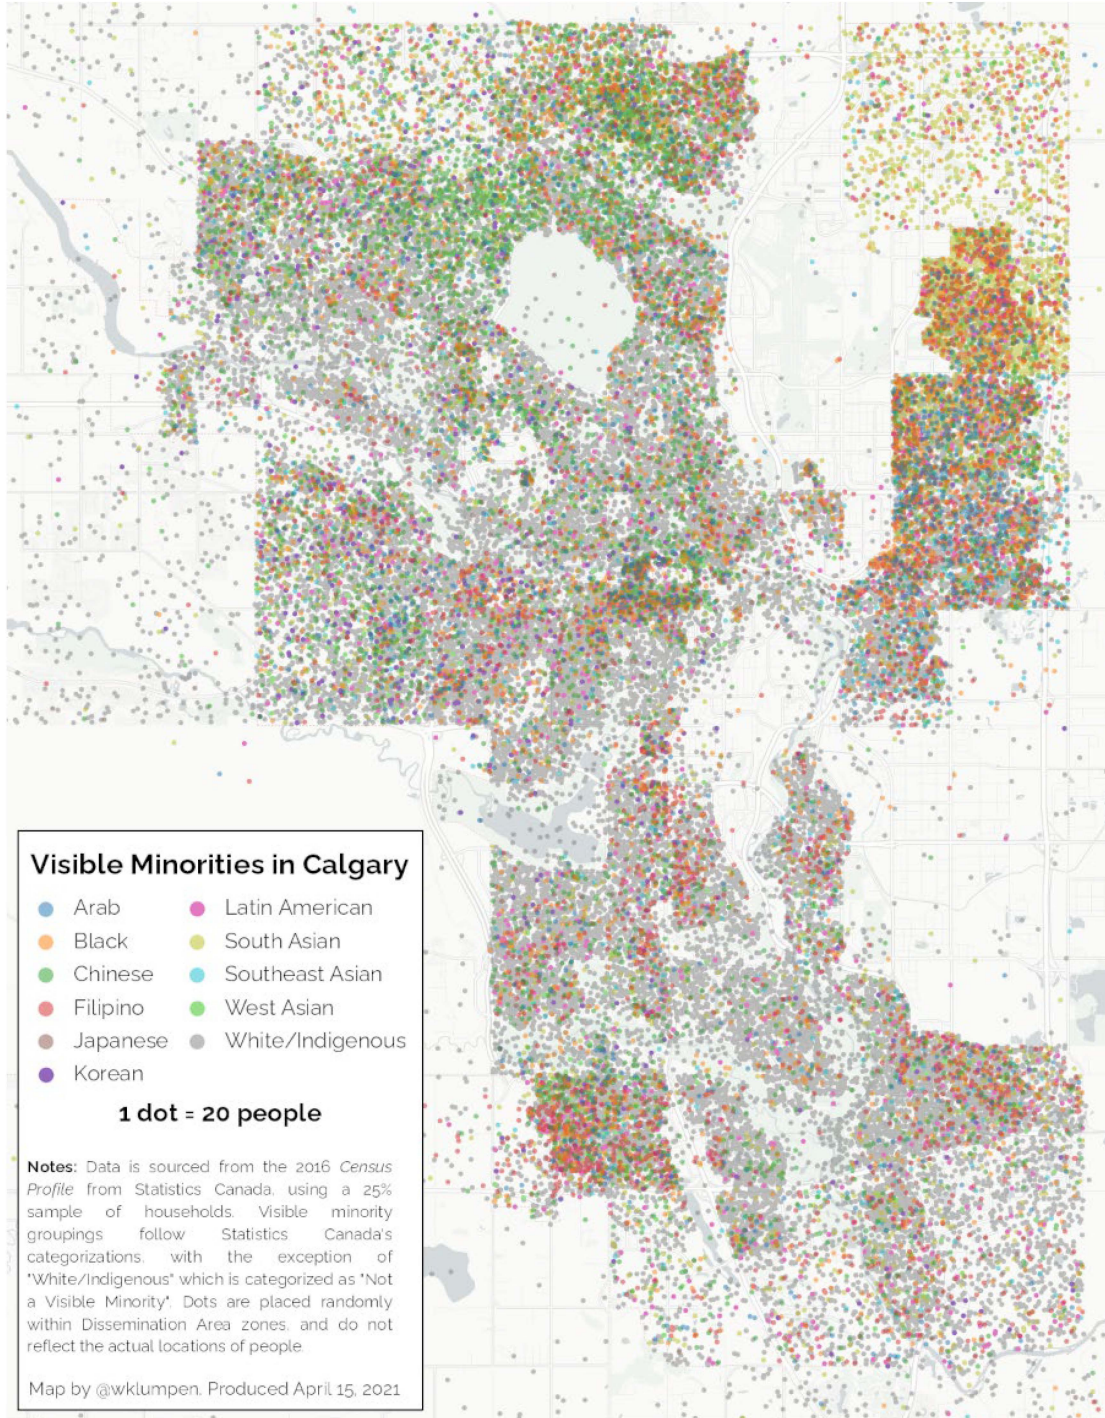 Visible Minorities in Calgary
Arab
Latin American
Black
South Asian
Chinese
Southeast Asian
Filipino
West Asian
Japanese
White/Indigenous
Korean
1 dot = 20 people
Notes: Data is sourced from the 2016 Census
Profile from Statistics Canada, using a 25%
sample of households. Visible minority
groupings follow Statistics Canada's
categorizations, with the exception of
"White/Indigenous" which is categorized as "Not
a Visible Minority". Dots are placed randomly
within Dissemination Area zones, and do not
reflect the actual locations of people.
Map by @wklumpen. Produced April 15, 2021